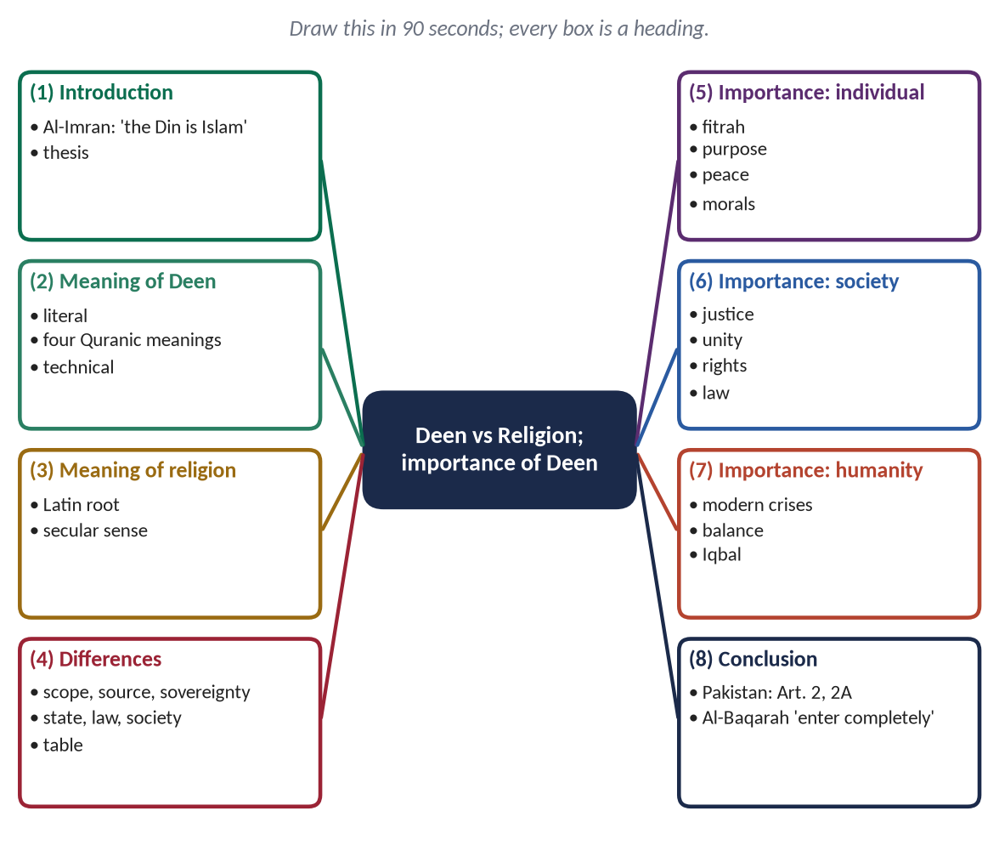 Draw this in 90 seconds; every box is a heading.
(1) Introduction
• Al-Imran: 'the Din is Islam'
• thesis
(2) Meaning of Deen
• literal
• four Quranic meanings
• technical
(3) Meaning of religion
• Latin root
• secular sense
(4) Differences
• scope, source, sovereignty
• state, law, society
• table
Deen vs Religion;
importance of Deen
(5) Importance: individual
• fitrah
• purpose
• peace
• morals
(6) Importance: society
• justice
• unity
• rights
• law
(7) Importance: humanity
• modern crises
• balance
• Iqbal
(8) Conclusion
• Pakistan: Art. 2, 2A
• Al-Baqarah 'enter completely'